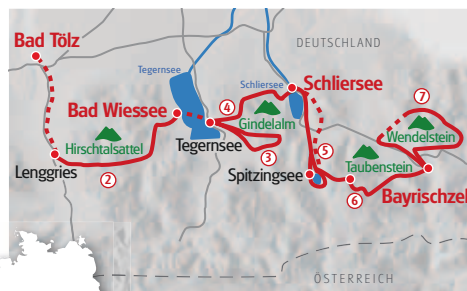 Bad Tölz
DEUTSCHLAND
Tegernsee
Schliersee
Schliersee
Bad Wiessee
4
7
Gindelalm
Wendelstein
Hirschtalsattel
Tegernsee
3
5
Taubenstein
Lenggries
2
Spitzingsee
6
Bayrischzel
ÖSTERREICH